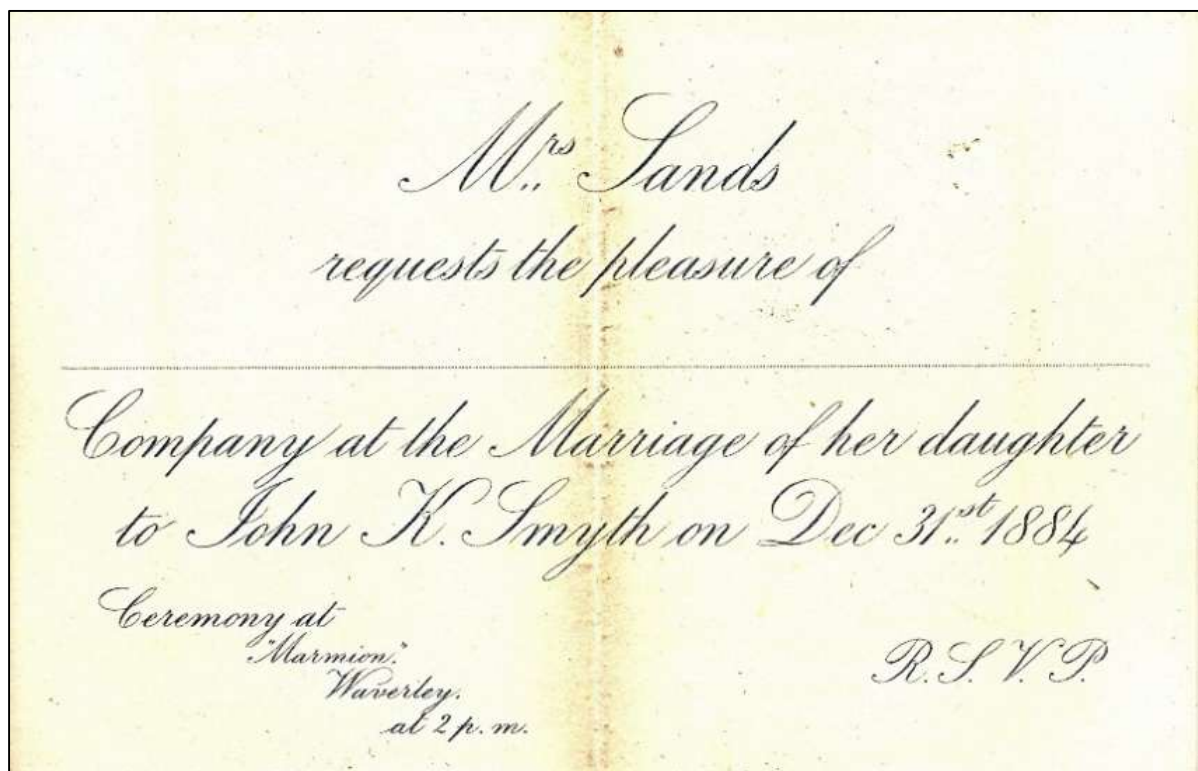 Mrs Sands
requests the pleasure of
Company at the Marriage of her daughter
to John K. Smyth on Dec 31st 1884
Ceremony at
"Marmion."
Waverley.
at 2 p.m.
R.S.V.P.